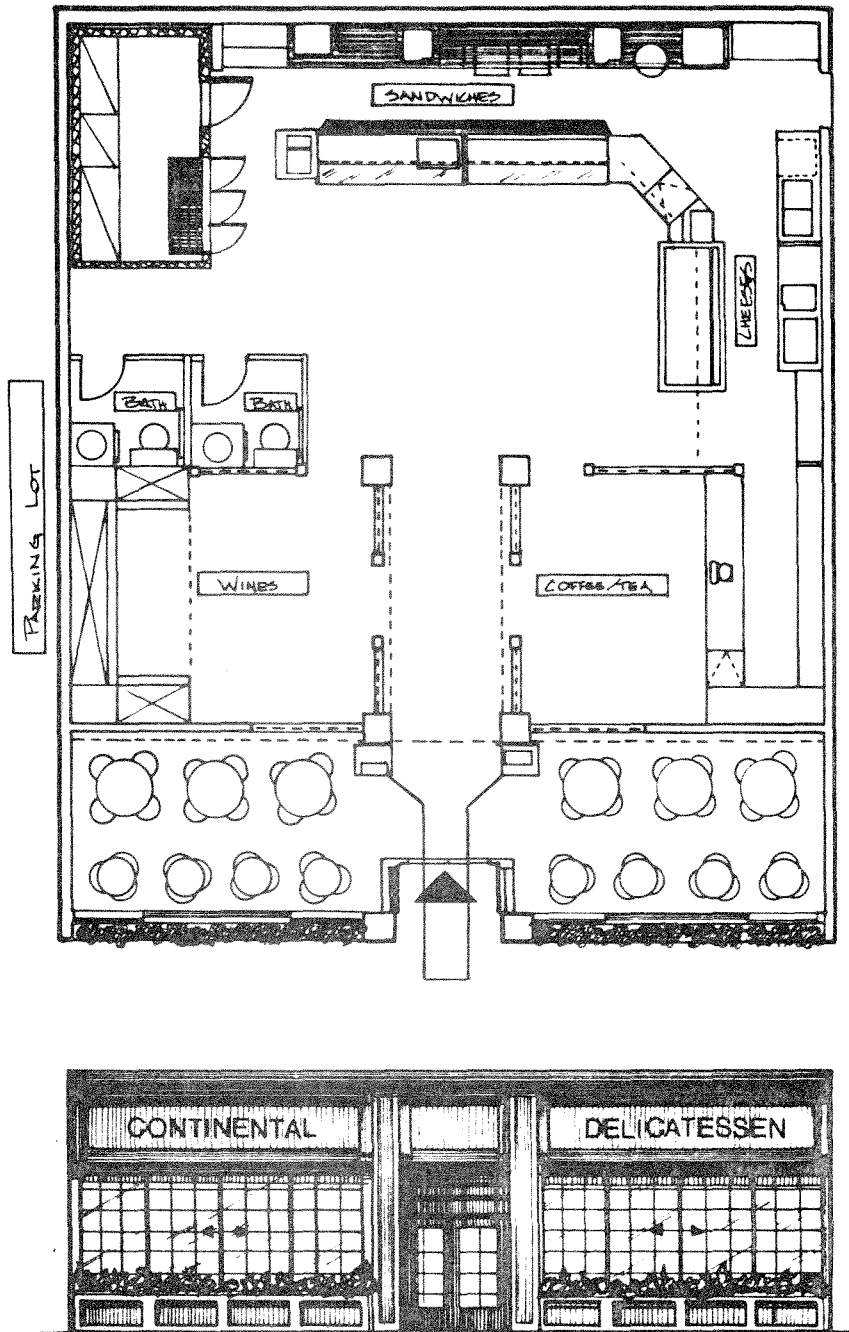 SANDWICHES
CHEESES
BATH
BATH
PARKING LOT
WINES
COFFEE/TEA
CONTINENTAL
DELICATESSEN